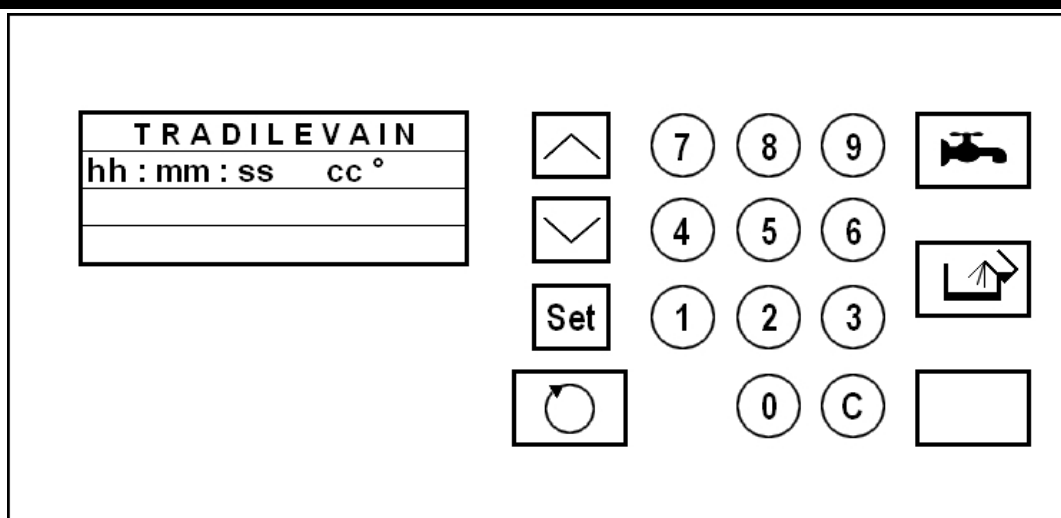 TRADILEVAIN
hh : mm : ss cc °
7 8 9
4 5 6
Set 1 2 3
0 C